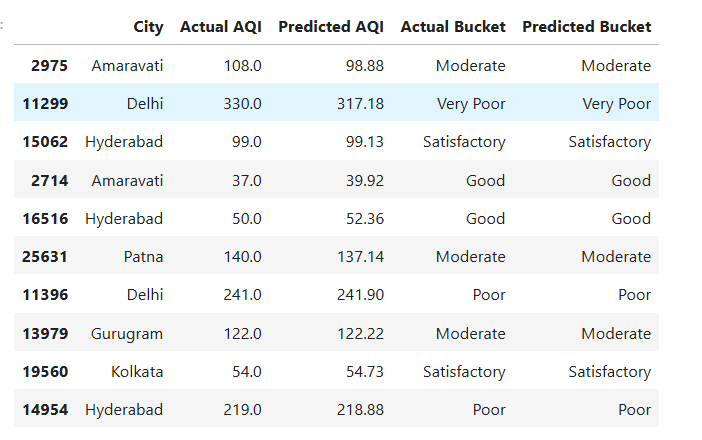 City Actual AQI Predicted AQI Actual Bucket Predicted Bucket
2975 Amaravati 108.0 98.88 Moderate Moderate
11299 Delhi 330.0 317.18 Very Poor Very Poor
15062 Hyderabad 99.0 99.13 Satisfactory Satisfactory
2714 Amaravati 37.0 39.92 Good Good
16516 Hyderabad 50.0 52.36 Good Good
25631 Patna 140.0 137.14 Moderate Moderate
11396 Delhi 241.0 241.90 Poor Poor
13979 Gurugram 122.0 122.22 Moderate Moderate
19560 Kolkata 54.0 54.73 Satisfactory Satisfactory
14954 Hyderabad 219.0 218.88 Poor Poor